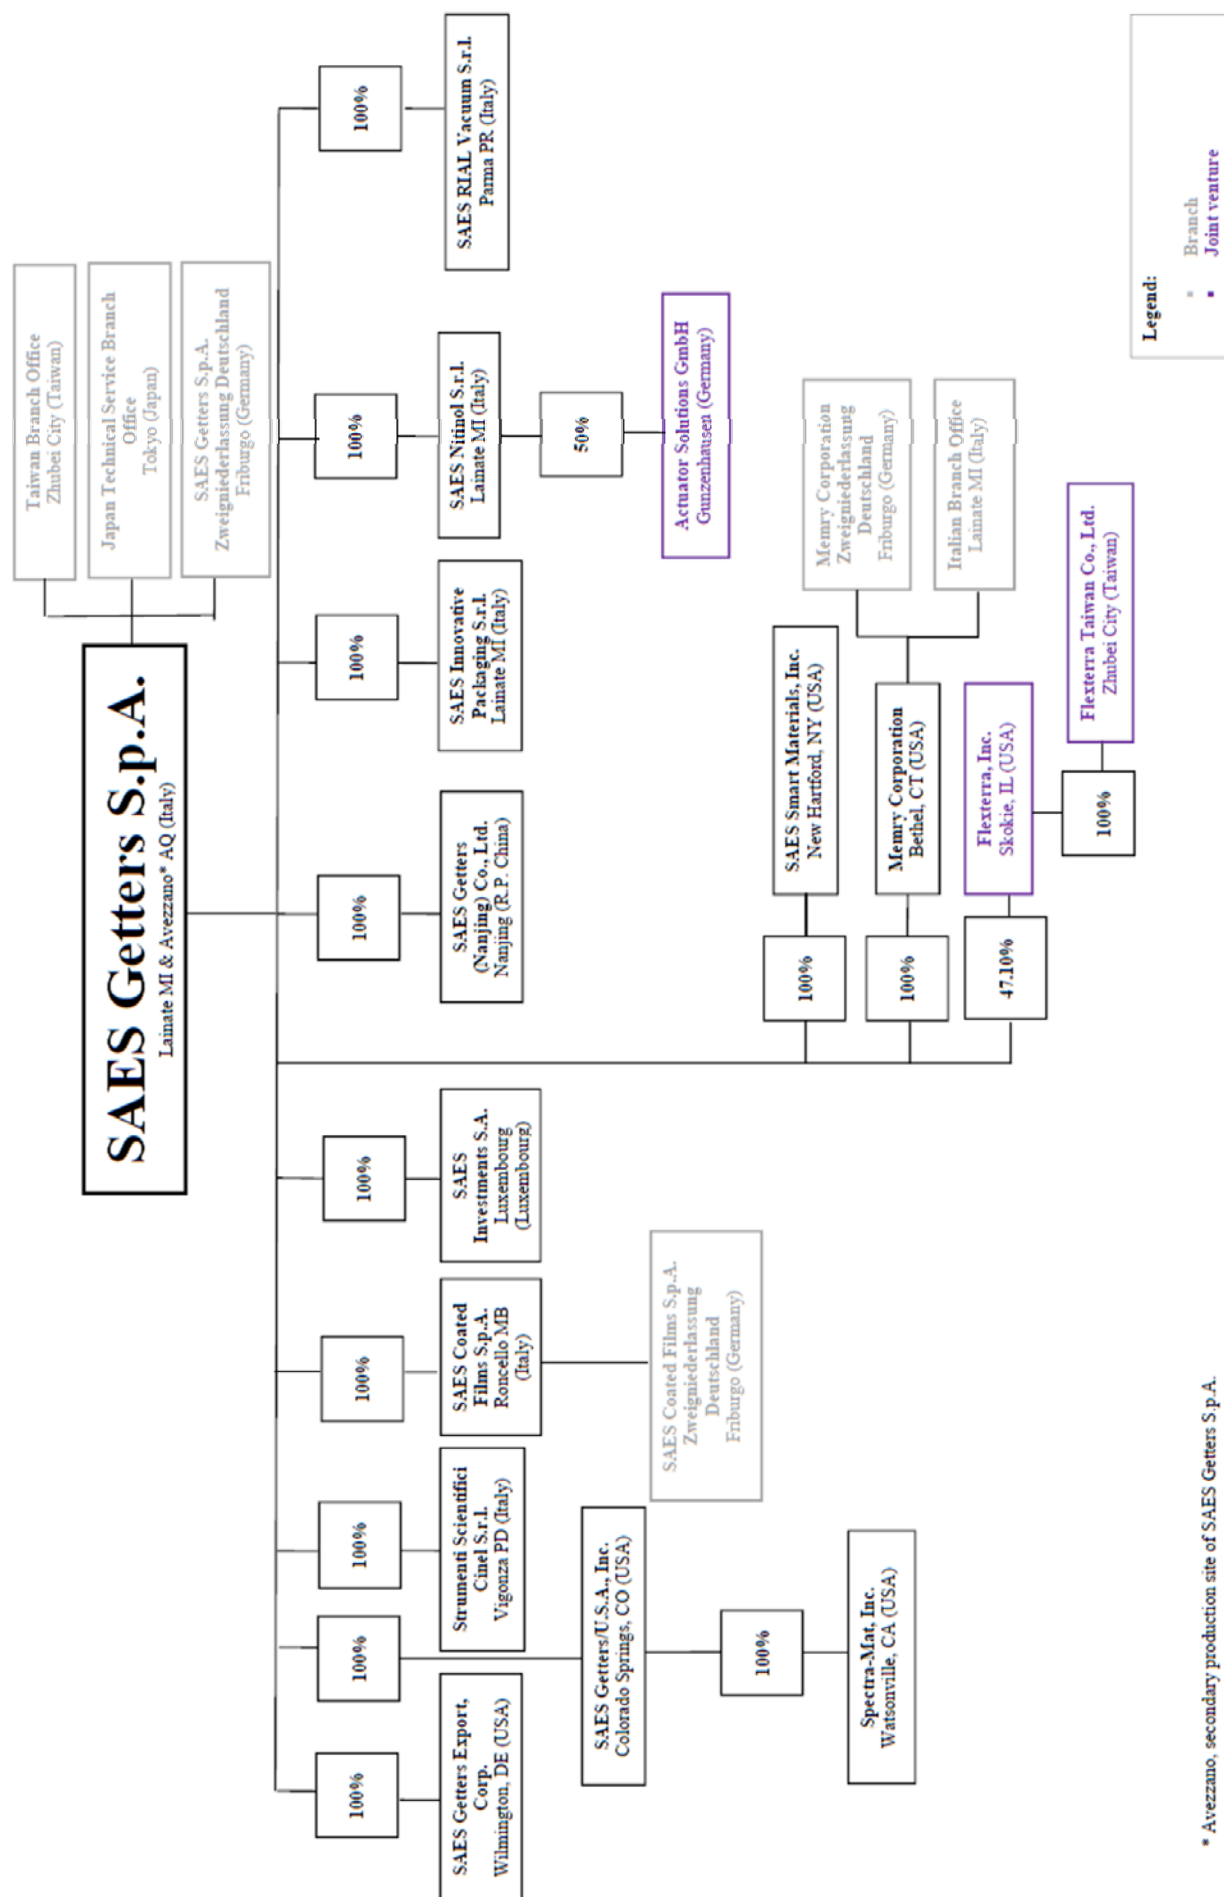 SAES Getters S.p.A.
Lainate MI & Avezzano* AQ (Italy)
Taiwan Branch Office
Zhubei City (Taiwan)
Japan Technical Service Branch
Office
Tokyo (Japan)
SAES Getters S.p.A.
Zweigniederlassung Deutschland
Friburgo (Germany)
100%
100%
100%
100%
100%
100%
100%
100%
100%
SAES Getters Export,
Corp.
Wilmington, DE (USA)
Strumenti Scientifici
Cinel S.r.l.
Vigonza PD (Italy)
SAES Coated
Films S.p.A.
Roncello MB
(Italy)
SAES
Investments S.A.
Luxembourg
(Luxembourg)
SAES Getters
(Nanjing) Co., Ltd.
Nanjing (R.P. China)
SAES Innovative
Packaging S.r.l.
Lainate MI (Italy)
SAES Nitinol S.r.l.
Lainate MI (Italy)
SAES RIAL Vacuum S.r.l.
Parma PR (Italy)
50%
SAES Getters/U.S.A., Inc.
Colorado Springs, CO (USA)
SAES Coated Films S.p.A.
Zweigniederlassung
Deutschland
Friburgo (Germany)
Actuator Solutions GmbH
Gunzenhausen (Germany)
100%
Spectra-Mat, Inc.
Watsonville, CA (USA)
100%
SAES Smart Materials, Inc.
New Hartford, NY (USA)
100%
Memry Corporation
Bethel, CT (USA)
Memry Corporation
Zweigniederlassung
Deutschland
Friburgo (Germany)
Italian Branch Office
Lainate MI (Italy)
47.10%
Flexterra, Inc.
Skokie, IL (USA)
100%
Flexterra Taiwan Co., Ltd.
Zhubei City (Taiwan)
Legend:
▪ Branch
▪ Joint venture
* Avezzano, secondary production site of SAES Getters S.p.A.